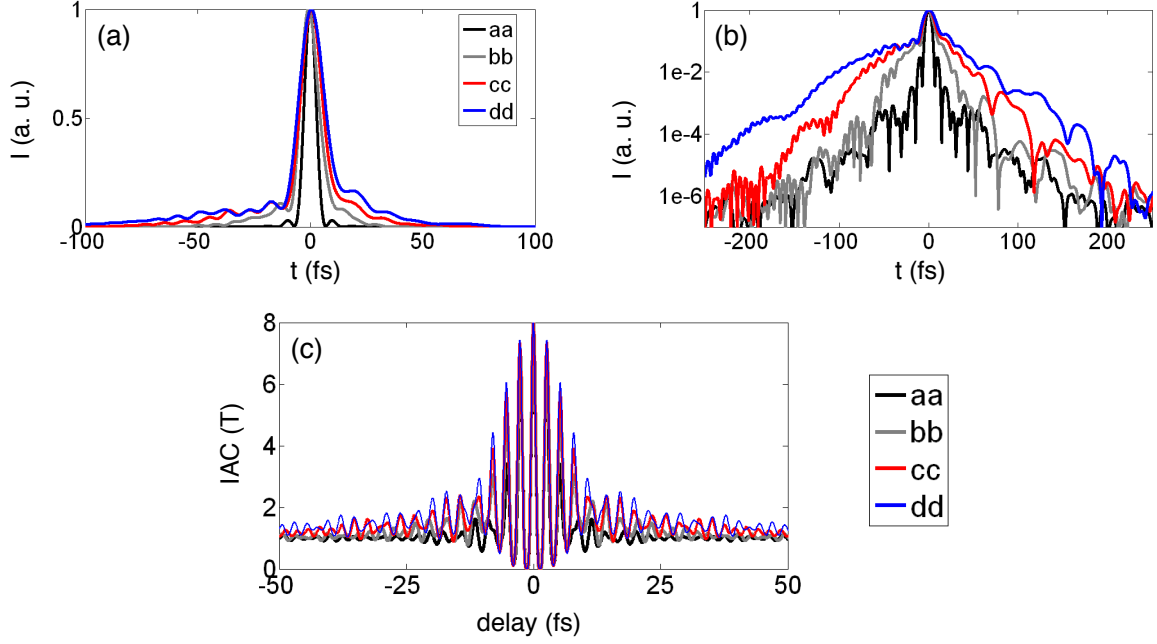 (a)
aa
bb
cc
dd
I (a. u.)
1
0.5
0
-100
-50
0
50
100
t (fs)
(b)
I (a. u.)
1
1e-2
1e-4
1e-6
-200
-100
0
100
200
t (fs)
(c)
IAC (T)
8
6
4
2
0
-50
-25
0
25
50
delay (fs)
aa
bb
cc
dd